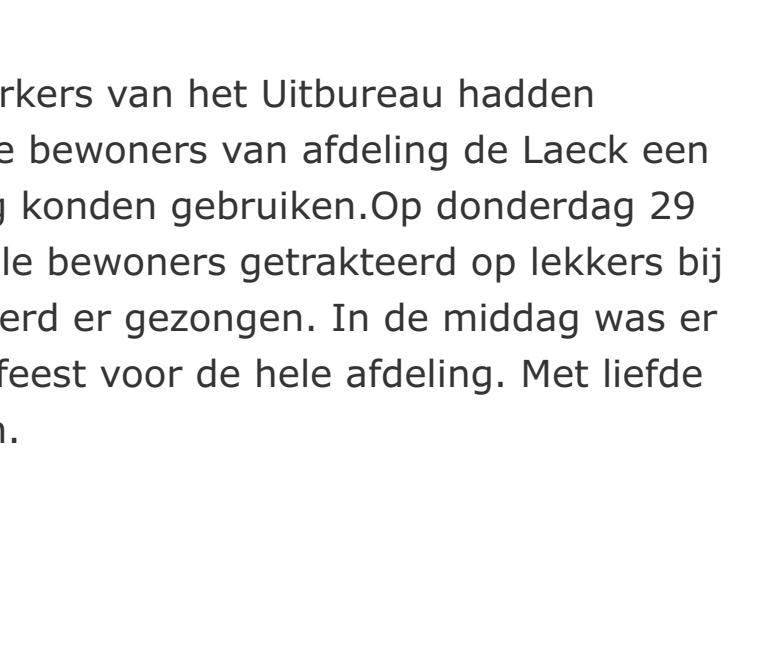 rkers van het Uitbureau hadden
e bewoners van afdeling de Laeck een
konden gebruiken.Op donderdag 29
le bewoners getrakteerd op lekkers bij
erd er gezongen. In de middag was er
feest voor de hele afdeling. Met liefde
n.